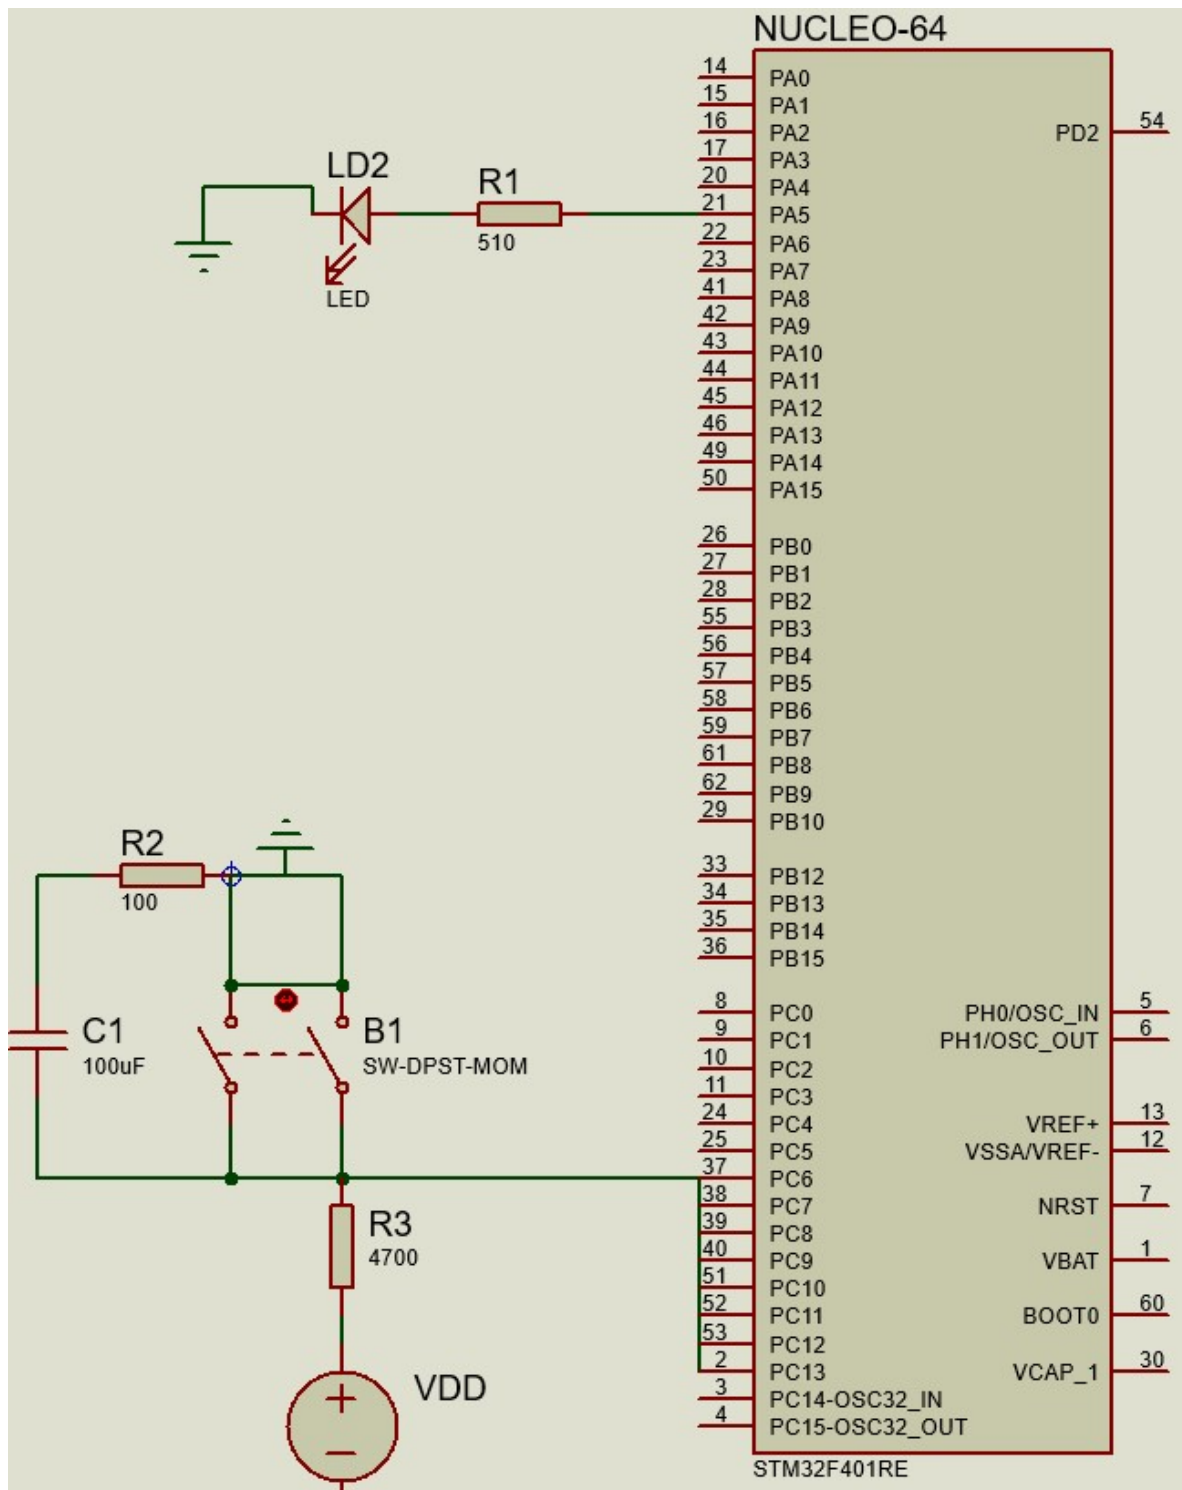 NUCLEO-64
14
PA0
15
PA1
16
PA2
PD2
54
17
PA3
20
PA4
21
PA5
22
PA6
23
PA7
41
PA8
42
PA9
43
PA10
44
PA11
45
PA12
46
PA13
49
PA14
50
PA15
LD2
LED
R1
510
26
PB0
27
PB1
28
PB2
55
PB3
56
PB4
57
PB5
58
PB6
59
PB7
61
PB8
62
PB9
29
PB10
33
PB12
34
PB13
35
PB14
36
PB15
R2
100
C1
100uF
B1
SW-DPST-MOM
8
PC0
PH0/OSC_IN
5
9
PC1
PH1/OSC_OUT
6
10
PC2
11
PC3
24
PC4
VREF+
13
25
PC5
VSSA/VREF-
12
37
PC6
38
PC7
NRST
7
39
PC8
40
PC9
VBAT
1
51
PC10
52
PC11
BOOT0
60
53
PC12
2
PC13
VCAP_1
30
3
PC14-OSC32_IN
4
PC15-OSC32_OUT
R3
4700
VDD
STM32F401RE